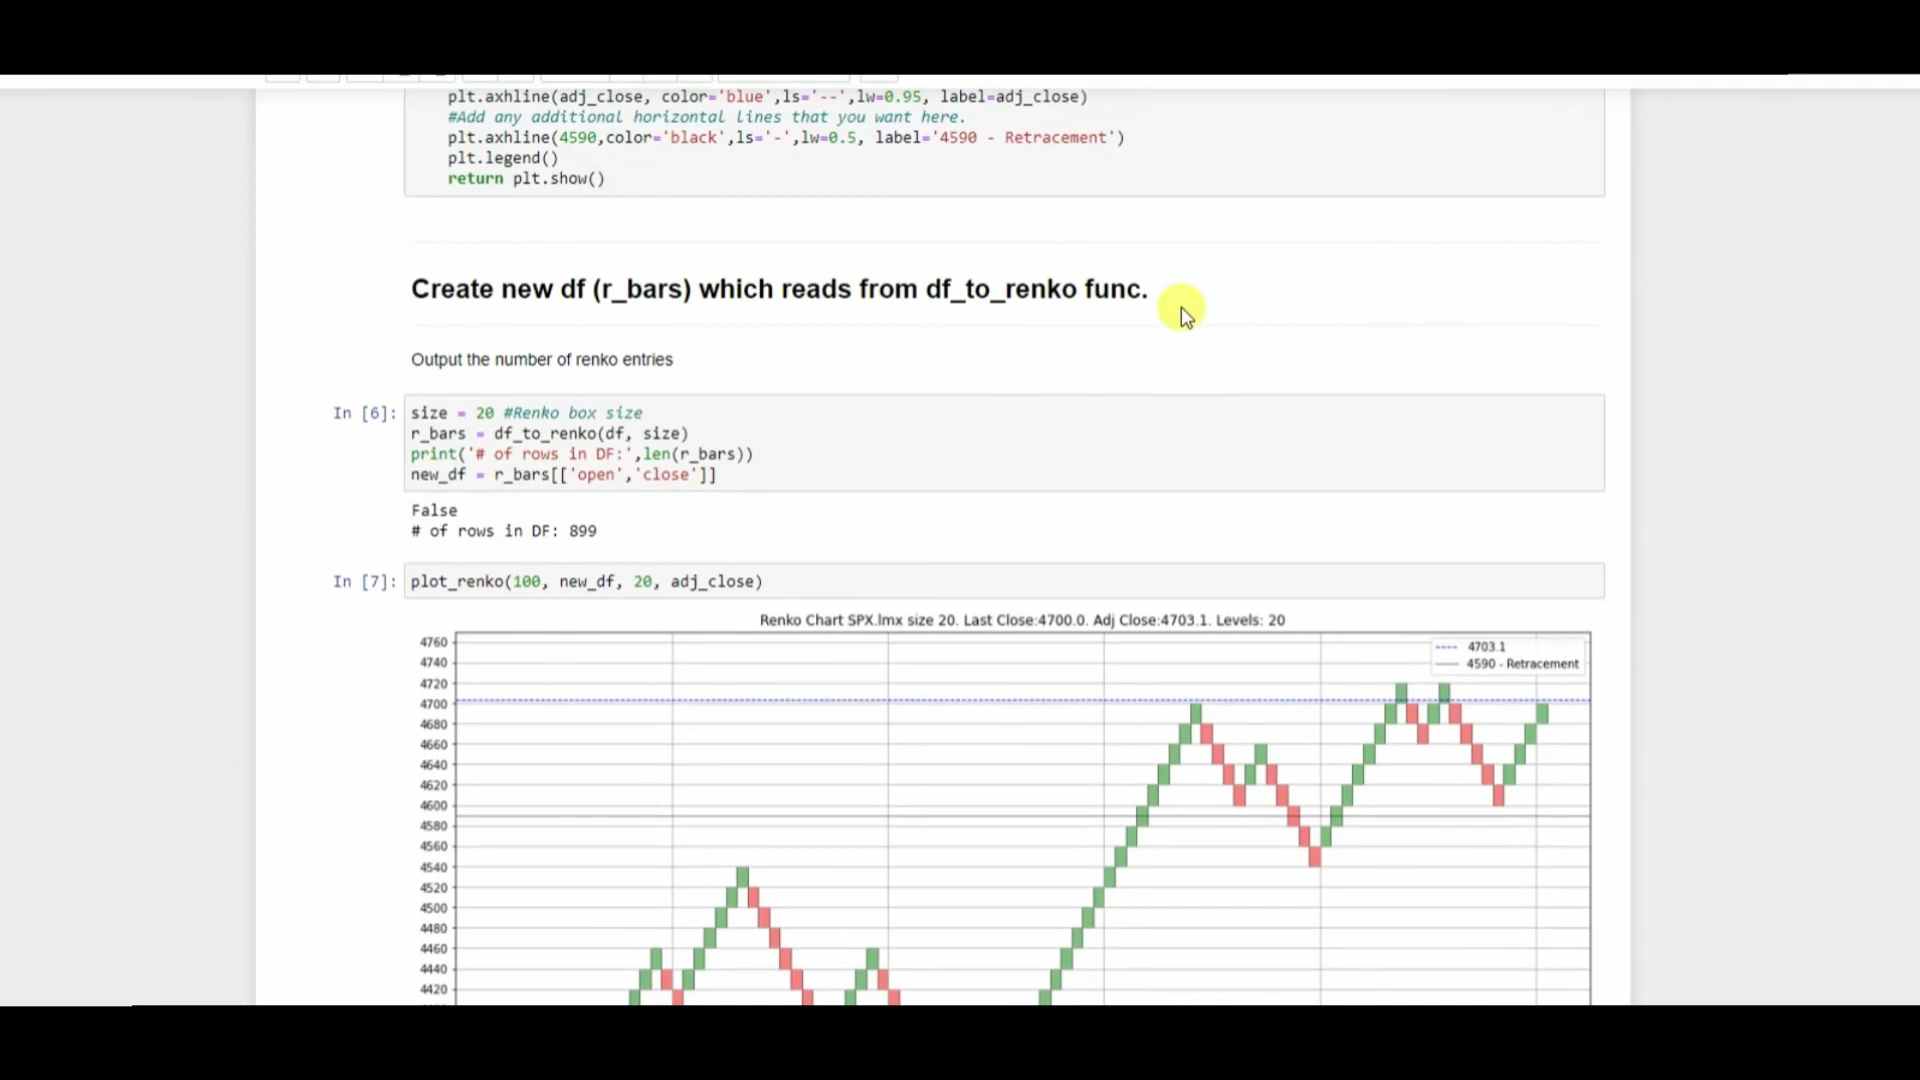 plt.axhline(adj_close, color='blue',ls='--',lw=0.95, label=adj_close)
#Add any additional horizontal lines that you want here.
plt.axhline(4590,color='black',ls='-',lw=0.5, label='4590 - Retracement')
plt.legend()
return plt.show()
Create new df (r_bars) which reads from df_to_renko func.
Output the number of renko entries
In [6]: size = 20 #Renko box size
r_bars = df_to_renko(df, size)
print('# of rows in DF:',len(r_bars))
new_df = r_bars[['open','close']]
False
# of rows in DF: 899
In [7]: plot_renko(100, new_df, 20, adj_close)
Renko Chart SPX.lmx size 20. Last Close:4700.0. Adj Close:4703.1. Levels: 20
4703.1
4590 - Retracement
4760
4740
4720
4700
4680
4660
4640
4620
4600
4580
4560
4540
4520
4500
4480
4460
4440
4420